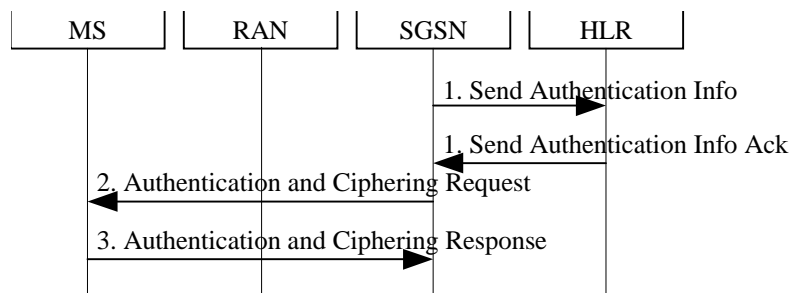 MS RAN SGSN HLR
1. Send Authentication Info
1. Send Authentication Info Ack
2. Authentication and Ciphering Request
3. Authentication and Ciphering Response